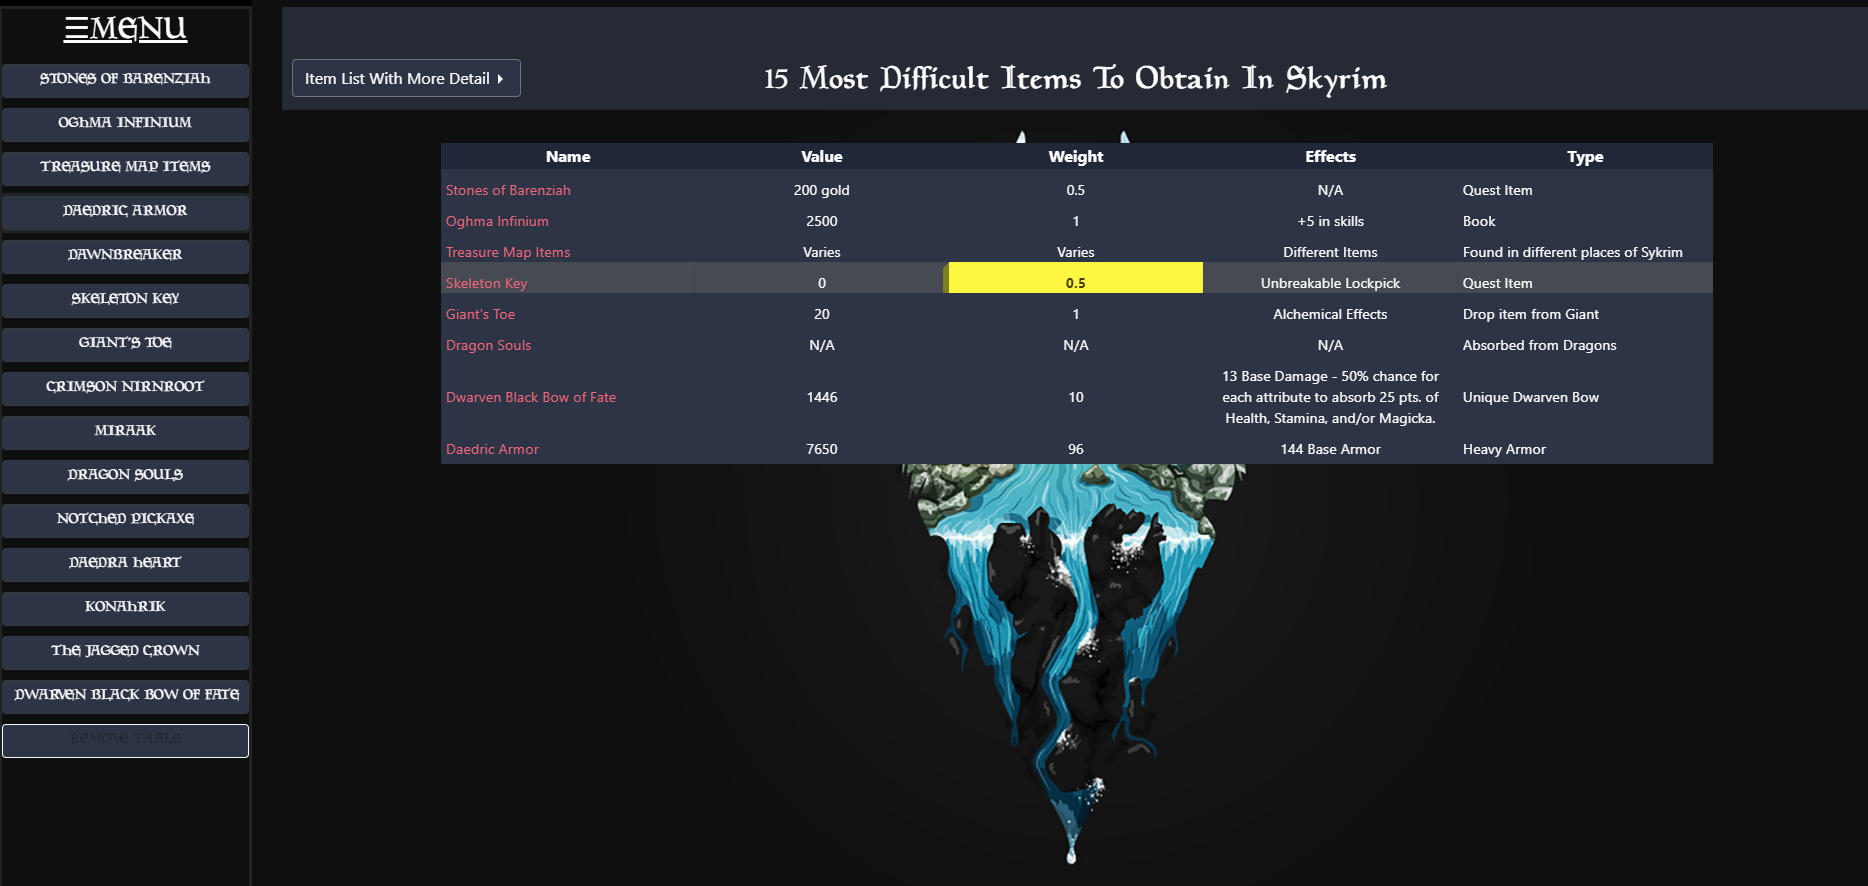 ☰MENU
STONES OF BARENZIAH
OGHMA INFINIUM
TREASURE MAP ITEMS
DAEDRIC ARMOR
DAWNBREAKER
SKELETON KEY
GIANT'S TOE
CRIMSON NIRNROOT
MIRAAK
DRAGON SOULS
NOTCHED PICKAXE
DAEDRA HEART
KONAHRIK
THE JAGGED CROWN
DWARVEN BLACK BOW OF FATE
REMOVE TABLE
Item List With More Detail
15 Most Difficult Items To Obtain In Skyrim
Name Value Weight Effects Type
Stones of Barenziah 200 gold 0.5 N/A Quest Item
Oghma Infinium 2500 1 +5 in skills Book
Treasure Map Items Varies Varies Different Items Found in different places of Sykrim
Skeleton Key 0 0.5 Unbreakable Lockpick Quest Item
Giant's Toe 20 1 Alchemical Effects Drop item from Giant
Dragon Souls N/A N/A N/A Absorbed from Dragons
13 Base Damage - 50% chance for
Dwarven Black Bow of Fate 1446 10 each attribute to absorb 25 pts. of Unique Dwarven Bow
Health, Stamina, and/or Magicka.
Daedric Armor 7650 96 144 Base Armor Heavy Armor